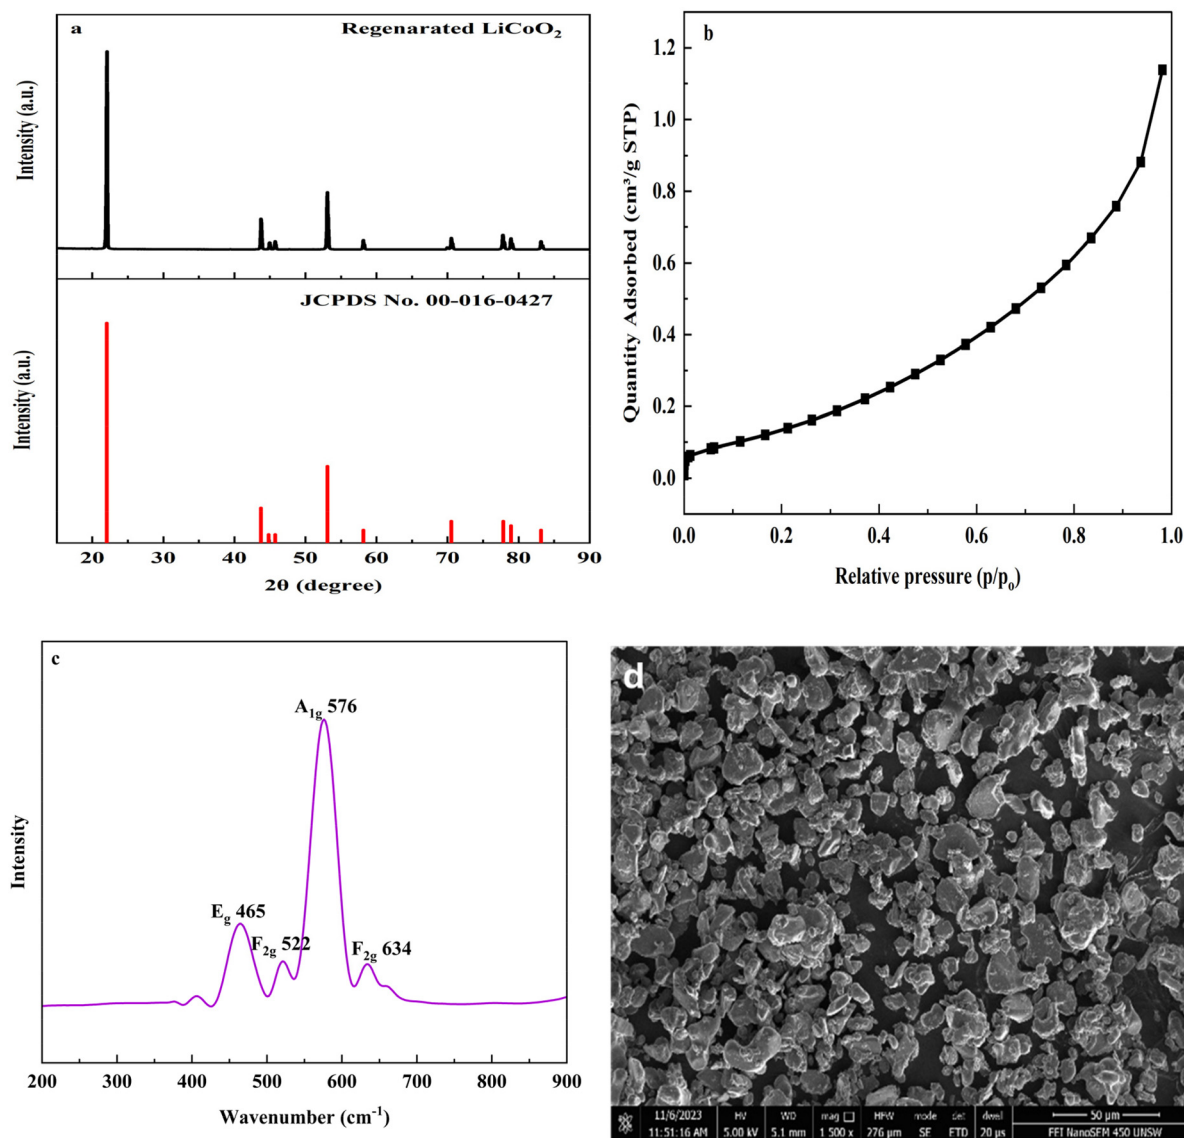 a
Regenarated LiCoO₂
Intensity (a.u.)
JCPDS No. 00-016-0427
Intensity (a.u.)
20 30 40 50 60 70 80 90
2θ (degree)
b
Quantity Adsorbed (cm³/g STP)
1.2
1.0
0.8
0.6
0.4
0.2
0.0
0.0 0.2 0.4 0.6 0.8 1.0
Relative pressure (p/p₀)
c
A₁g 576
Eg 465
F₂g 522
F₂g 634
Intensity
200 300 400 500 600 700 800 900
Wavenumber (cm⁻¹)
d
11/6/2023 HV WD mag HFW mode det dwell 50 µm
11:51:16 AM 5.00 kV 5.1 mm 1 500 x 276 µm SE ETD 20 µs FEI NanoSEM 450 UNSW